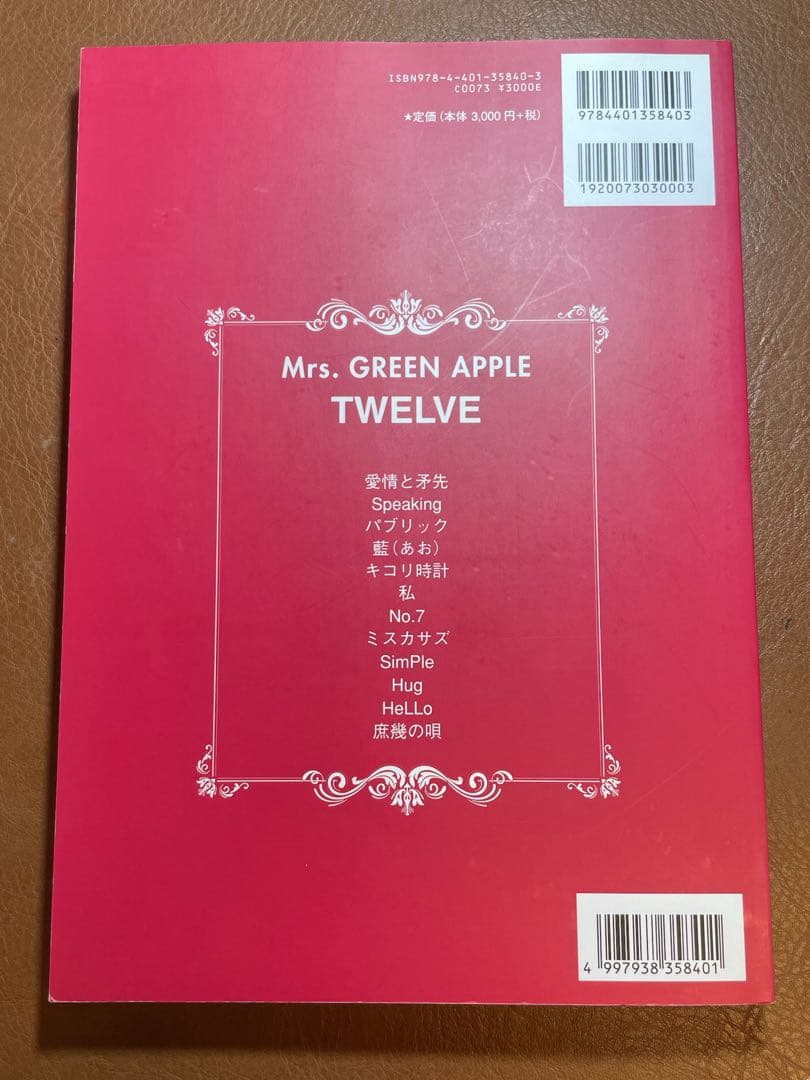 ISBN978-4-401-35840-3
C0073 ¥3000E
★定価(本体 3,000 円+税)
9784401358403
1920073030003
Mrs. GREEN APPLE
TWELVE
愛情と矛先
Speaking
パブリック
藍(あお)
キコリ時計
私
No.7
ミスカサズ
SimPle
Hug
HeLLo
庶幾の唄
4 997938 358401